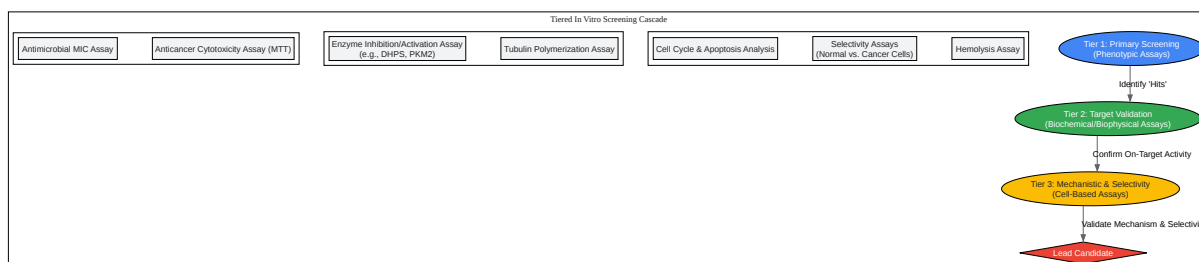 Tiered In Vitro Screening Cascade
Antimicrobial MIC Assay
Anticancer Cytotoxicity Assay (MTT)
Enzyme Inhibition/Activation Assay
(e.g., DHPS, PKM2)
Tubulin Polymerization Assay
Cell Cycle & Apoptosis Analysis
Selectivity Assays
(Normal vs. Cancer Cells)
Hemolysis Assay
Tier 1: Primary Screening
(Phenotypic Assays)
Identify 'Hits'
Tier 2: Target Validation
(Biochemical/Biophysical Assays)
Confirm On-Target Activity
Tier 3: Mechanistic & Selectivity
(Cell-Based Assays)
Validate Mechanism & Selectivi
Lead Candidate